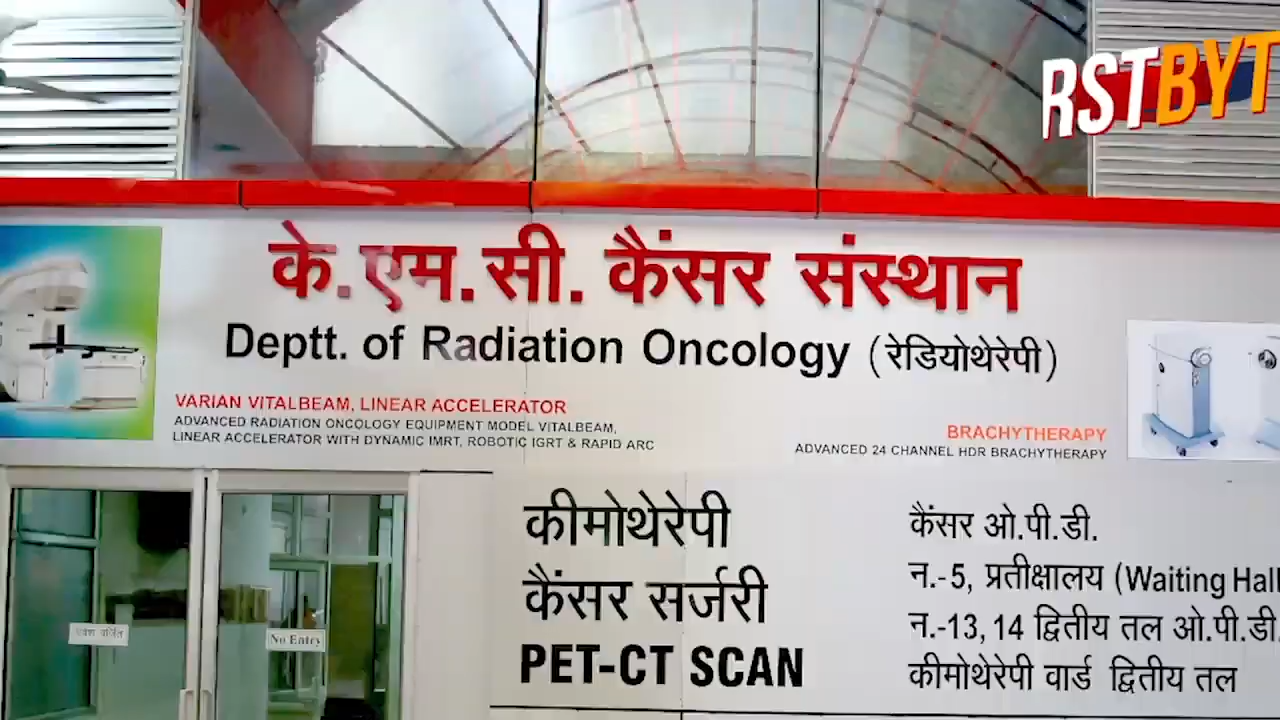 RSTBYT
के.एम.सी. कैंसर संस्थान
Deptt. of Radiation Oncology (रेडियोथेरेपी)
VARIAN VITALBEAM, LINEAR ACCELERATOR
ADVANCED RADIATION ONCOLOGY EQUIPMENT MODEL VITALBEAM,
LINEAR ACCELERATOR WITH DYNAMIC IMRT, ROBOTIC IGRT & RAPID ARC
BRACHYTHERAPY
ADVANCED 24 CHANNEL HDR BRACHYTHERAPY
कीमोथेरेपी
कैंसर सर्जरी
PET-CT SCAN
कैंसर ओ.पी.डी.
न.-5, प्रतीक्षालय (Waiting Hall
न.-13, 14 द्वितीय तल ओ.पी.डी.
कीमोथेरेपी वार्ड द्वितीय तल
प्रवेश वर्जित
No Entry